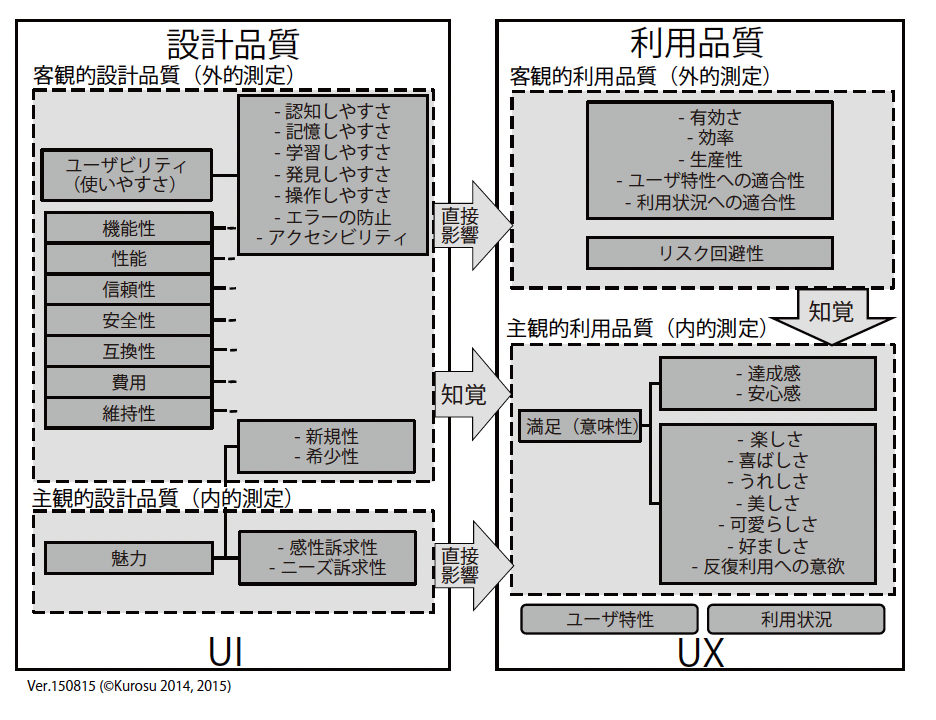 設計品質
客観的設計品質（外的測定）
ユーザビリティ
（使いやすさ）
- 認知しやすさ
- 記憶しやすさ
- 学習しやすさ
- 発見しやすさ
- 操作しやすさ
- エラーの防止
- アクセシビリティ
機能性
性能
信頼性
安全性
互換性
費用
維持性
- 新規性
- 希少性
主観的設計品質（内的測定）
魅力
- 感性訴求性
- ニーズ訴求性
UI
直接
影響
知覚
直接
影響
利用品質
客観的利用品質（外的測定）
- 有効さ
- 効率
- 生産性
- ユーザ特性への適合性
- 利用状況への適合性
リスク回避性
知覚
主観的利用品質（内的測定）
満足（意味性）
- 達成感
- 安心感
- 楽しさ
- 喜ばしさ
- うれしさ
- 美しさ
- 可愛らしさ
- 好ましさ
- 反復利用への意欲
ユーザ特性
利用状況
UX
Ver.150815 (©Kurosu 2014, 2015)